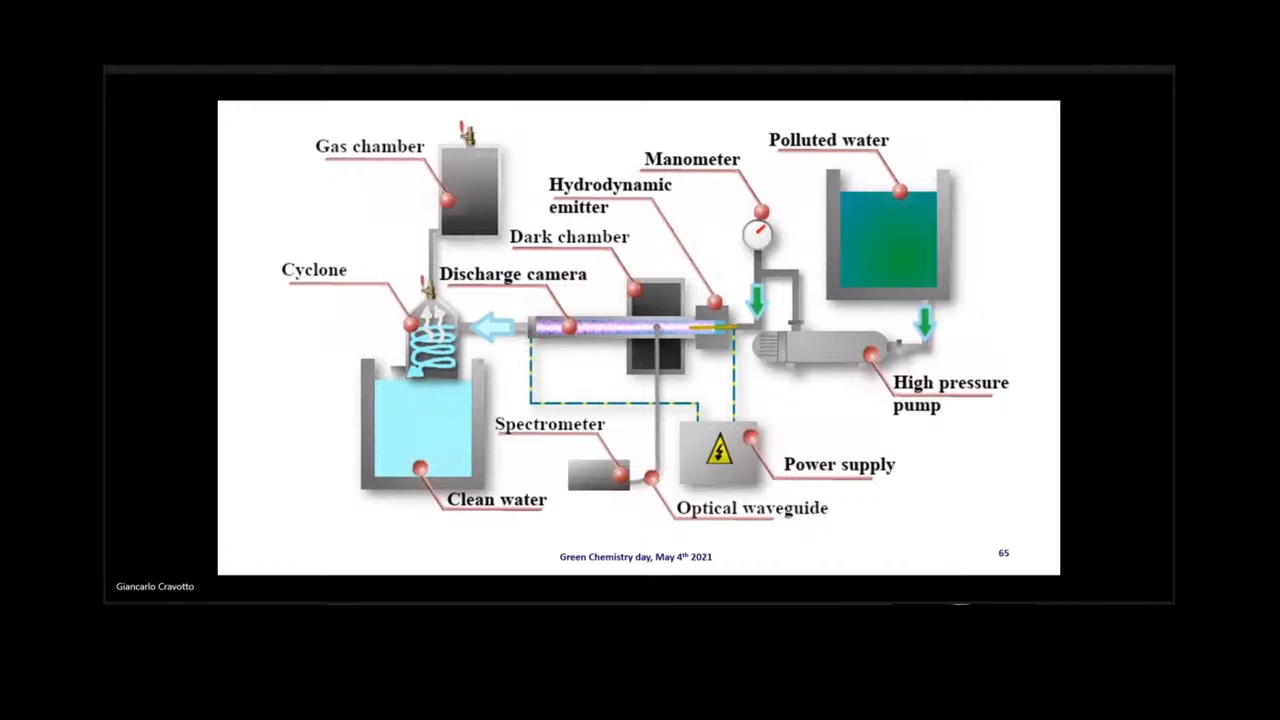 Polluted water
Gas chamber
Manometer
Hydrodynamic
emitter
Dark chamber
Cyclone
Discharge camera
High pressure
pump
Spectrometer
Power supply
Clean water
Optical waveguide
Green Chemistry day, May 4th 2021
65
Giancarlo Cravotto